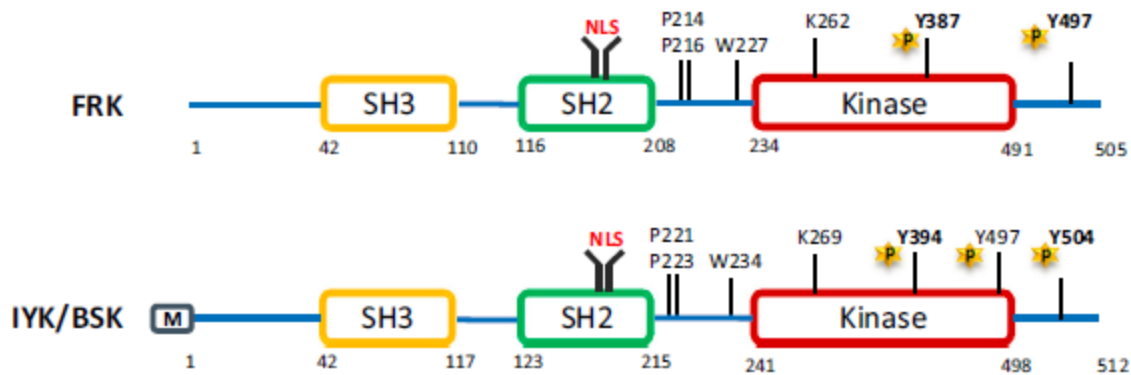 P214
P216
NLS
W227
K262
P
Y387
P
Y497
FRK
SH3
SH2
Kinase
1
42
110
116
208
234
491
505
P221
P223
NLS
W234
K269
P
Y394
P
Y497
P
Y504
IYK/BSK
M
SH3
SH2
Kinase
1
42
117
123
215
241
498
512